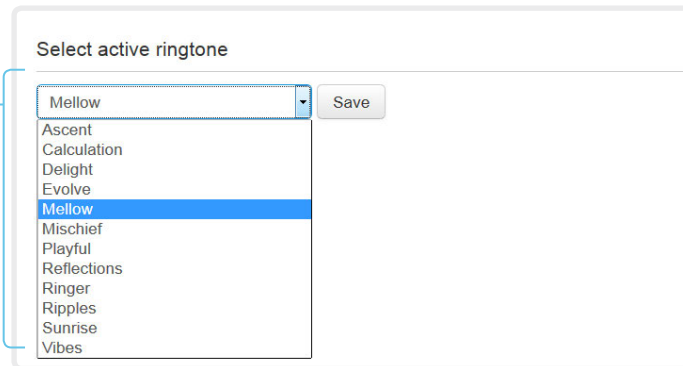 Select active ringtone
Mellow
Save
Ascent
Calculation
Delight
Evolve
Mellow
Mischief
Playful
Reflections
Ringer
Ripples
Sunrise
Vibes